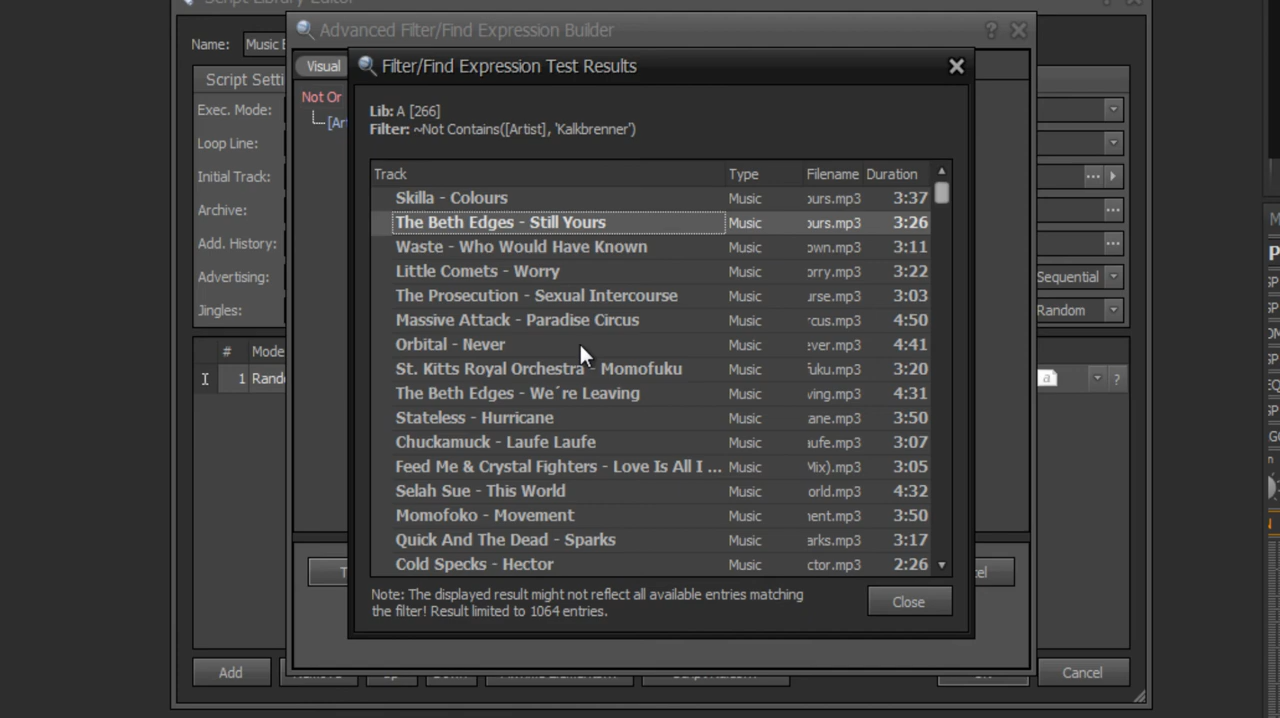 Script Library Editor
Name: Music
Advanced Filter/Find Expression Builder
Visual
Script Setti
Not Or
Exec. Mode:
Loop Line:
Initial Track:
Archive:
Add. History:
Advertising:
Sequential
Jingles:
Random
# Mode
1 Rando
Filter/Find Expression Test Results
Lib: A [266]
Filter: ~Not Contains([Artist], 'Kalkbrenner')
Track Type Filename Duration
Skilla - Colours Music ours.mp3 3:37
The Beth Edges - Still Yours Music ours.mp3 3:26
Waste - Who Would Have Known Music own.mp3 3:11
Little Comets - Worry Music orry.mp3 3:22
The Prosecution - Sexual Intercourse Music urse.mp3 3:03
Massive Attack - Paradise Circus Music rcus.mp3 4:50
Orbital - Never Music ever.mp3 4:41
St. Kitts Royal Orchestra - Momofuku Music fuku.mp3 3:20
The Beth Edges - We´re Leaving Music ving.mp3 4:31
Stateless - Hurricane Music ane.mp3 3:50
Chuckamuck - Laufe Laufe Music aufe.mp3 3:07
Feed Me & Crystal Fighters - Love Is All I ... Music Mix).mp3 3:05
Selah Sue - This World Music orld.mp3 4:32
Momofoko - Movement Music nent.mp3 3:50
Quick And The Dead - Sparks Music arks.mp3 3:17
Cold Specks - Hector Music ctor.mp3 2:26
Note: The displayed result might not reflect all available entries matching
the filter! Result limited to 1064 entries.
Close
Add
Cancel